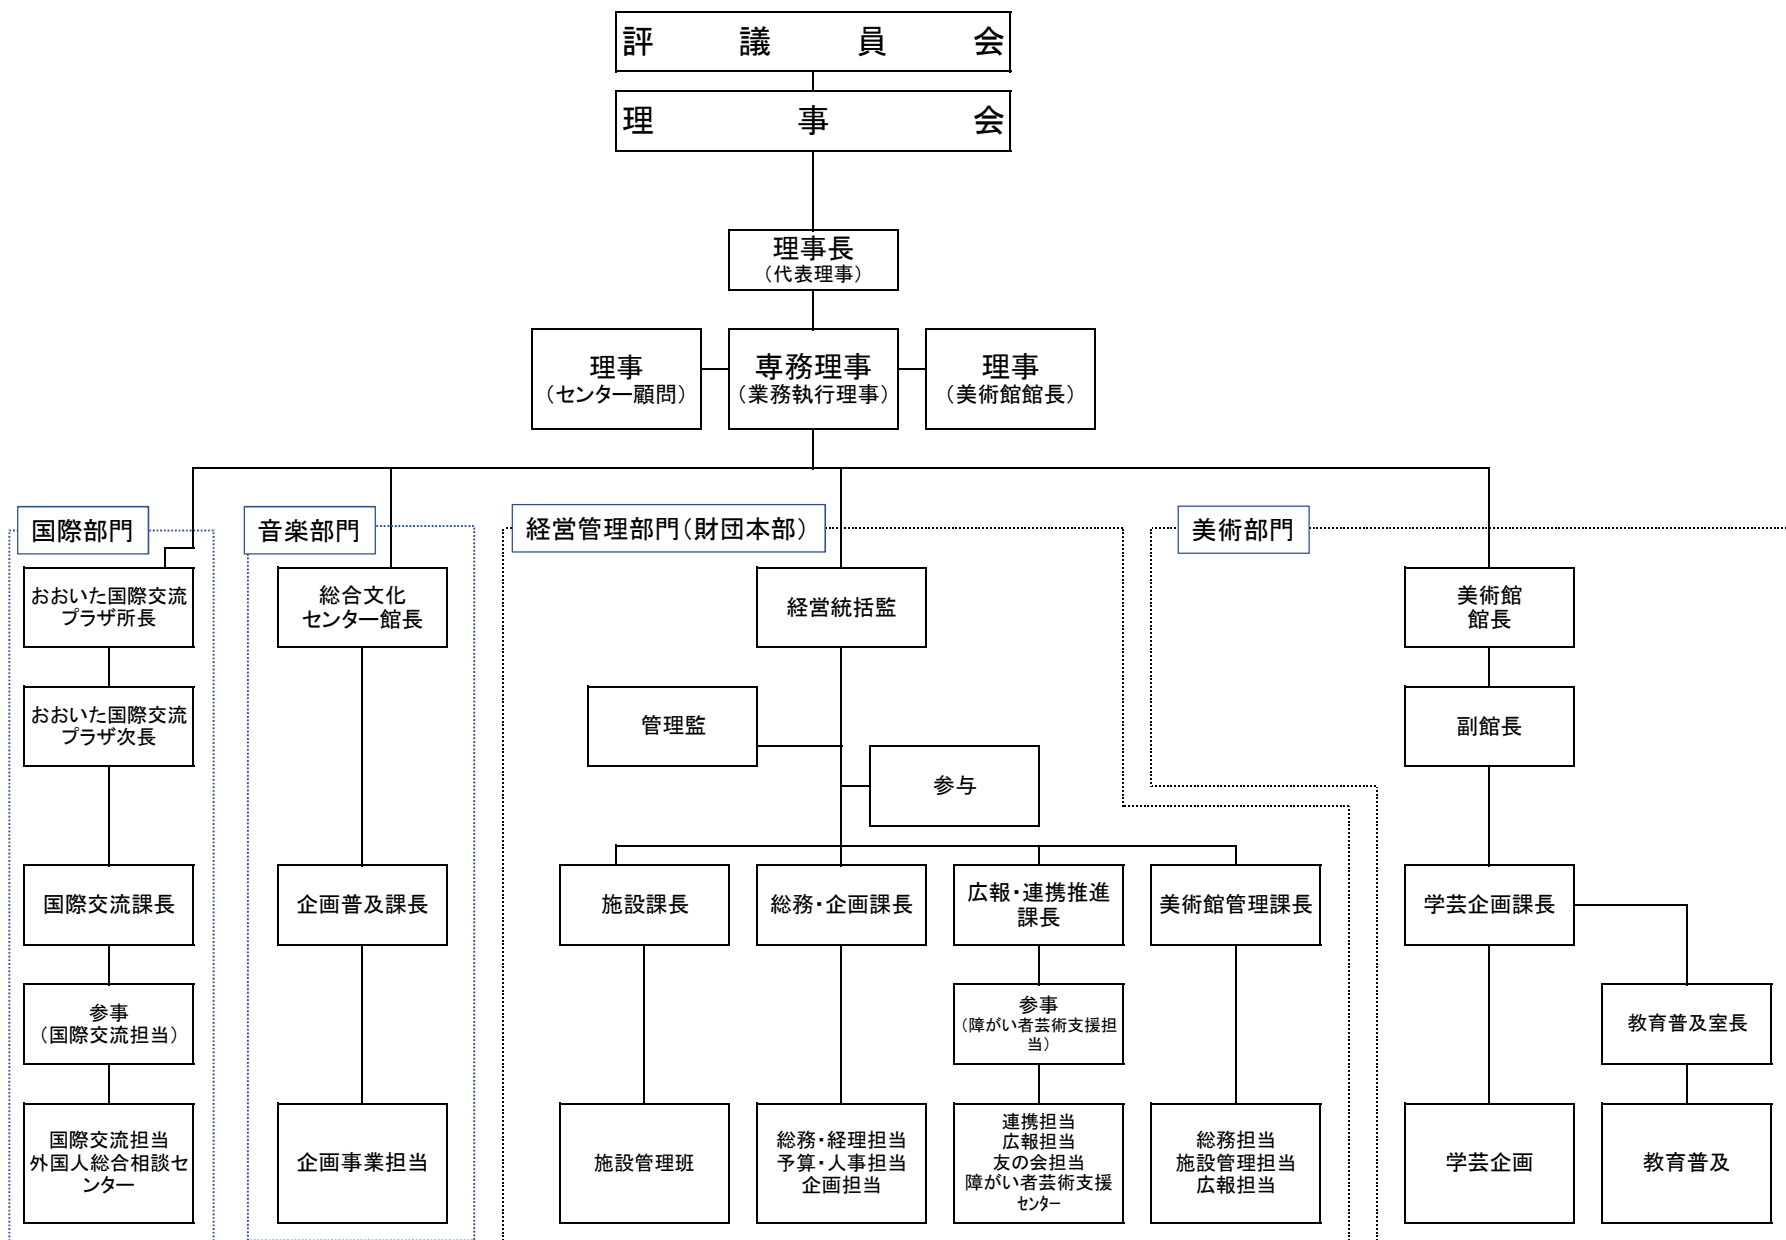 評議員会
理事会
理事長
（代表理事）
理事
（センター顧問）
専務理事
（業務執行理事）
理事
（美術館館長）
国際部門
音楽部門
経営管理部門（財団本部）
美術部門
おおいた国際交流
プラザ所長
総合文化
センター館長
経営統括監
美術館
館長
おおいた国際交流
プラザ次長
管理監
副館長
参与
国際交流課長
企画普及課長
施設課長
総務・企画課長
広報・連携推進
課長
美術館管理課長
学芸企画課長
参事
（国際交流担当）
参事
（障がい者芸術支援担
当）
教育普及室長
国際交流担当
外国人総合相談セ
ンター
企画事業担当
施設管理班
総務・経理担当
予算・人事担当
企画担当
連携担当
広報担当
友の会担当
障がい者芸術支援
センター
総務担当
施設管理担当
広報担当
学芸企画
教育普及